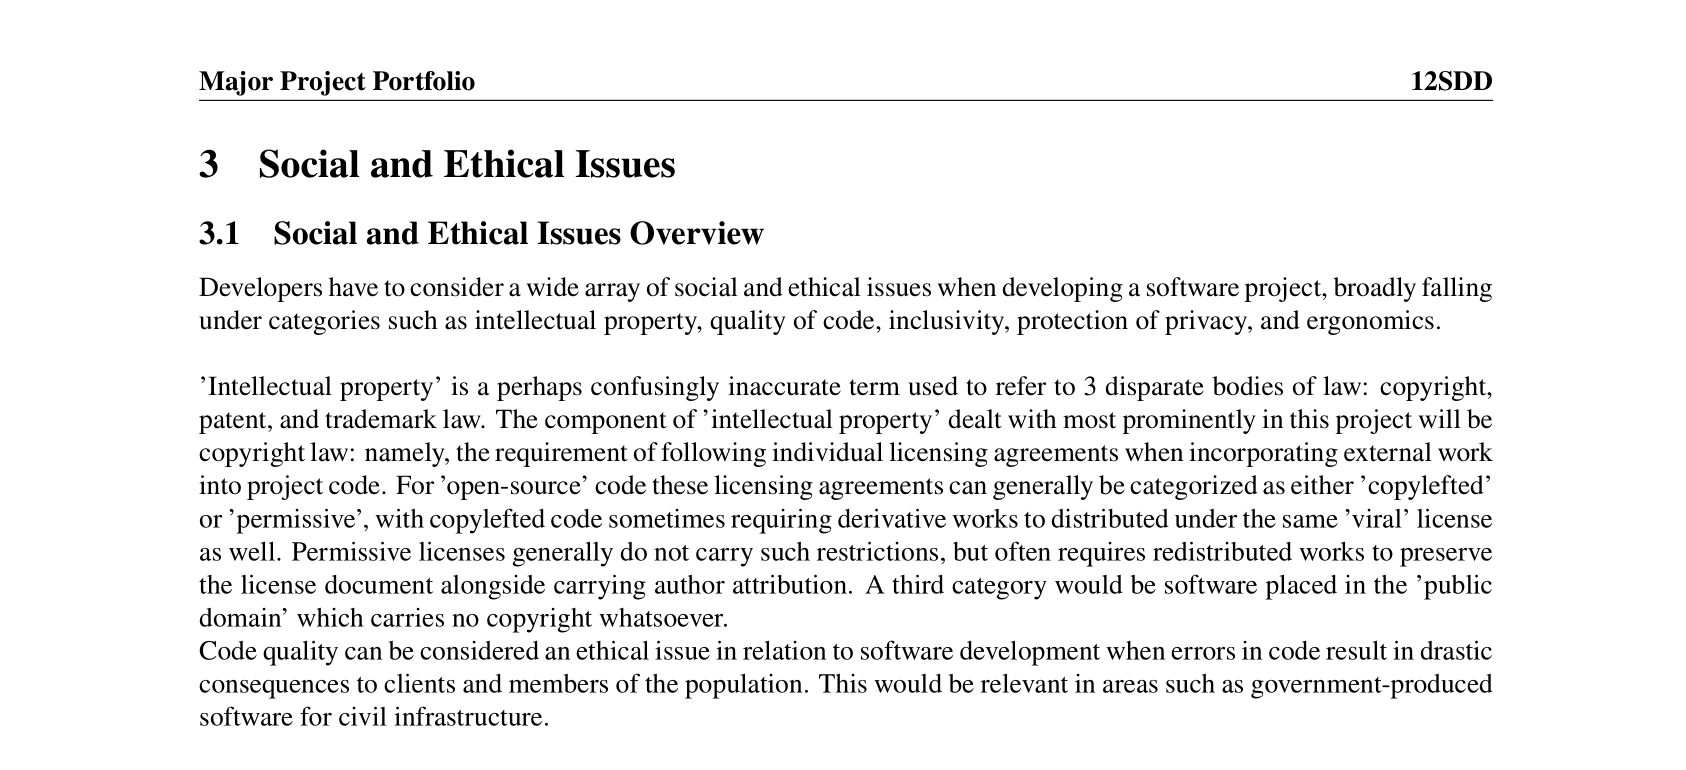 Major Project Portfolio 12SDD
3 Social and Ethical Issues
3.1 Social and Ethical Issues Overview
Developers have to consider a wide array of social and ethical issues when developing a software project, broadly falling
under categories such as intellectual property, quality of code, inclusivity, protection of privacy, and ergonomics.
’Intellectual property’ is a perhaps confusingly inaccurate term used to refer to 3 disparate bodies of law: copyright,
patent, and trademark law. The component of ’intellectual property’ dealt with most prominently in this project will be
copyright law: namely, the requirement of following individual licensing agreements when incorporating external work
into project code. For ’open-source’ code these licensing agreements can generally be categorized as either ’copylefted’
or ’permissive’, with copylefted code sometimes requiring derivative works to distributed under the same ’viral’ license
as well. Permissive licenses generally do not carry such restrictions, but often requires redistributed works to preserve
the license document alongside carrying author attribution. A third category would be software placed in the ’public
domain’ which carries no copyright whatsoever.
Code quality can be considered an ethical issue in relation to software development when errors in code result in drastic
consequences to clients and members of the population. This would be relevant in areas such as government-produced
software for civil infrastructure.